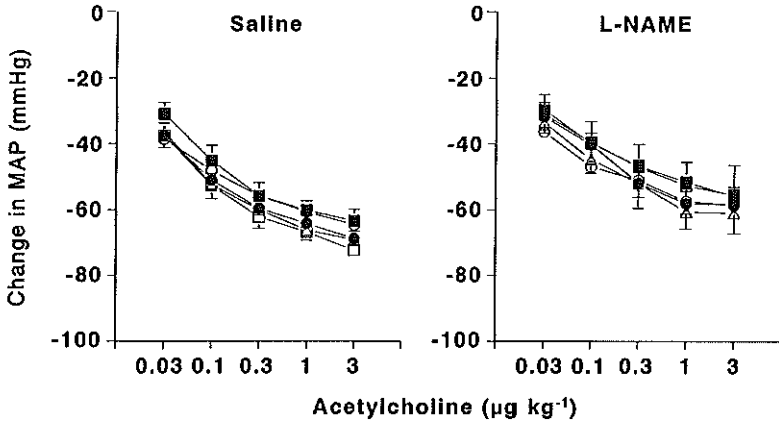 Saline
L-NAME
Change in MAP (mmHg)
0
-20
-40
-60
-80
-100
0
-20
-40
-60
-80
-100
0.03 0.1 0.3 1 3
0.03 0.1 0.3 1 3
Acetylcholine (µg kg⁻¹)